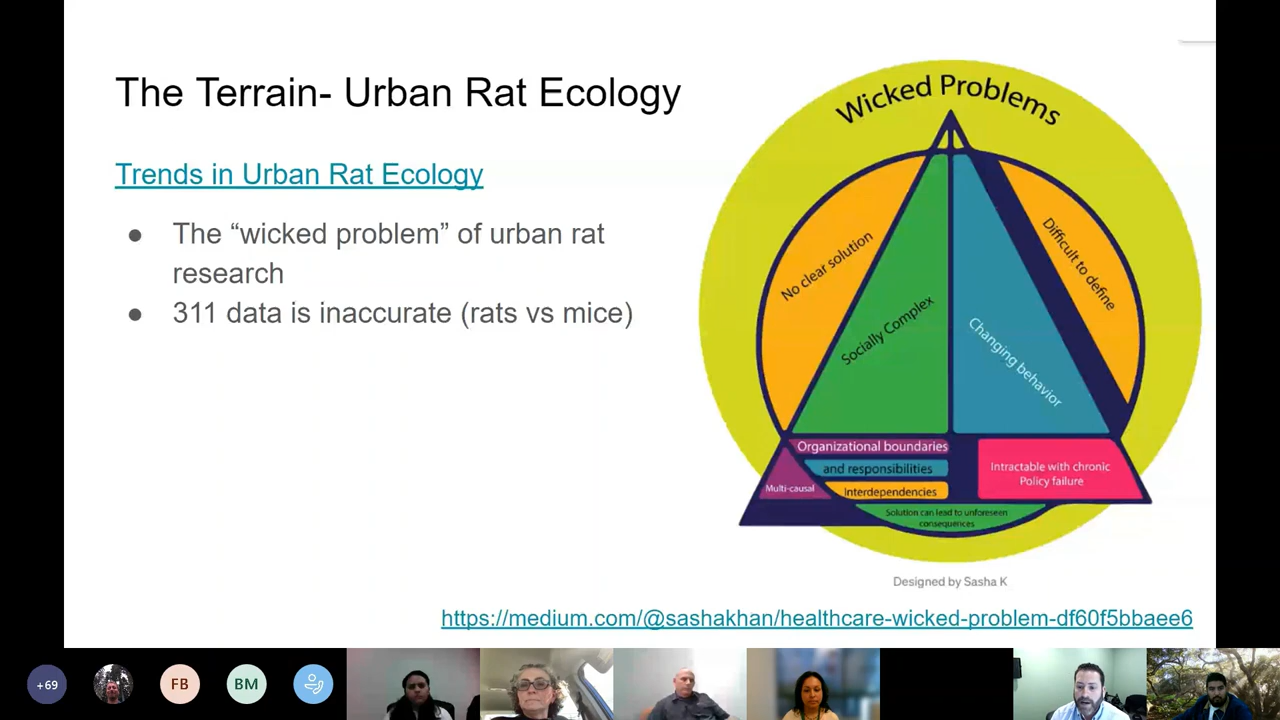 The Terrain- Urban Rat Ecology
Trends in Urban Rat Ecology
● The “wicked problem” of urban rat
research
● 311 data is inaccurate (rats vs mice)
Wicked Problems
No clear solution
Socially Complex
Changing behavior
Difficult to define
Organizational boundaries
and responsibilities
Interdependencies
Multi-causal
Intractable with chronic
Policy failure
Solution can lead to unforeseen
consequences
Designed by Sasha K
https://medium.com/@sashakhan/healthcare-wicked-problem-df60f5bbaee6
+69
FB
BM